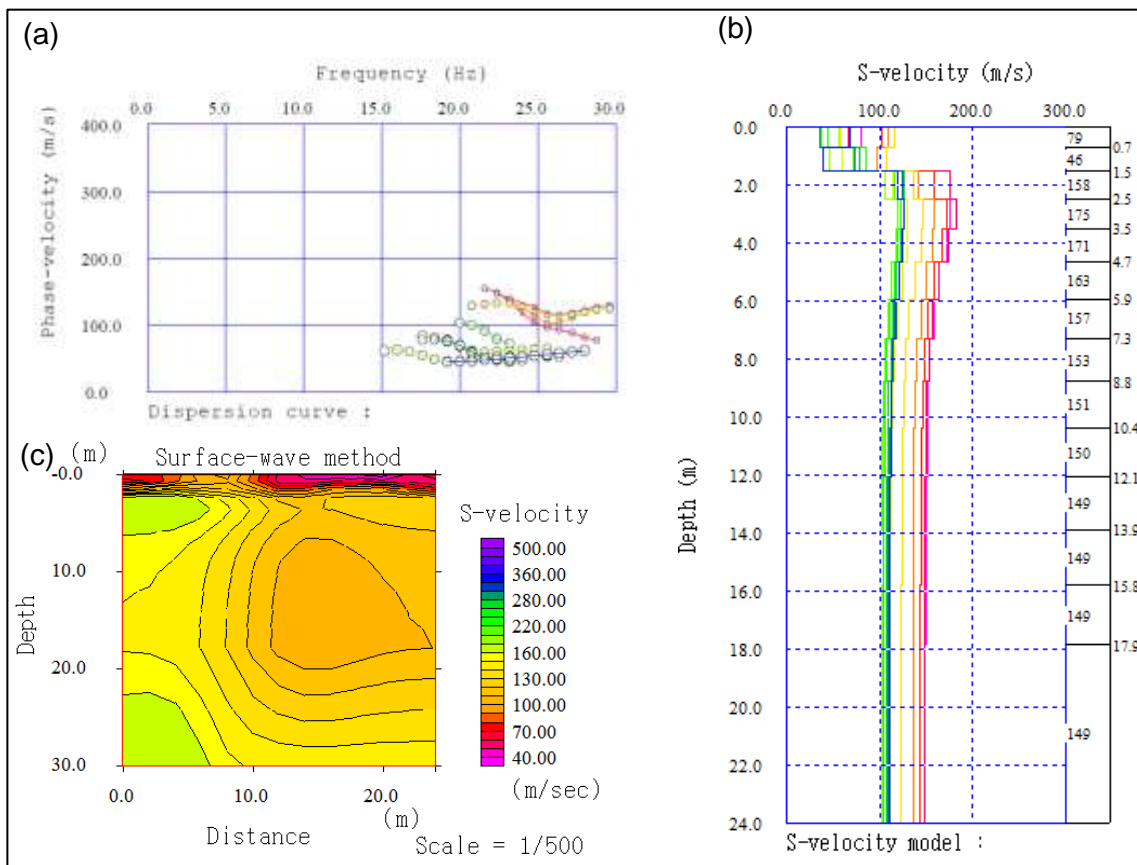 (a)
Frequency (Hz)
0.0 5.0 10.0 15.0 20.0 25.0 30.0
400.0
300.0
200.0
100.0
0.0
Phase-velocity (m/s)
Dispersion curve :
(b)
S-velocity (m/s)
0.0 100.0 200.0 300.0
0.0
2.0
4.0
6.0
8.0
10.0
12.0
14.0
16.0
18.0
20.0
22.0
24.0
Depth (m)
79
46
158
175
171
163
157
153
151
150
149
149
149
149
0.7
1.5
2.5
3.5
4.7
5.9
7.3
8.8
10.4
12.1
13.9
15.8
17.9
S-velocity model :
(c)
(m)
Surface-wave method
-0.0
10.0
20.0
30.0
Depth
0.0 10.0 20.0
(m)
Distance
Scale = 1/500
S-velocity
500.00
360.00
280.00
220.00
160.00
130.00
100.00
70.00
40.00
(m/sec)